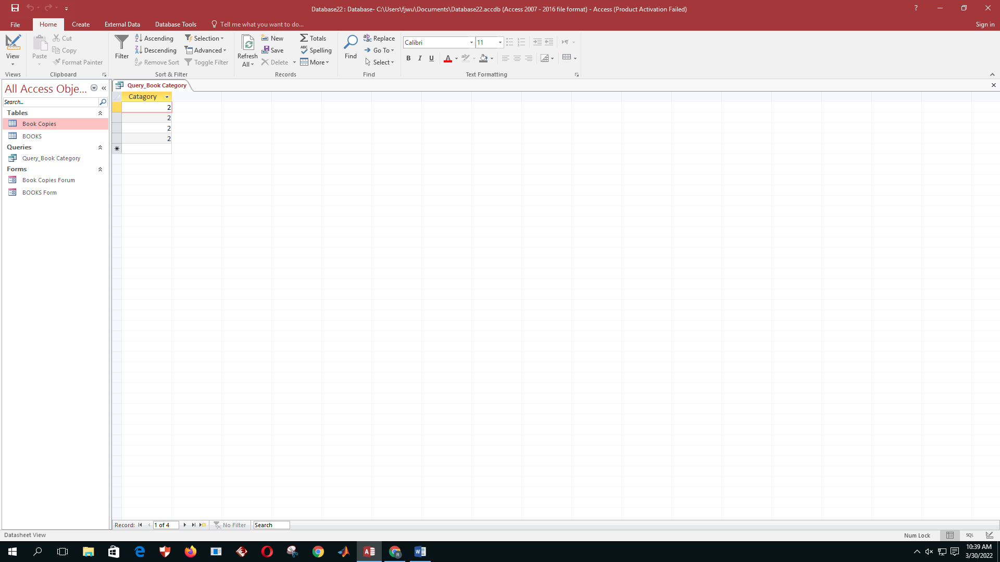 Database22 : Database- C:\Users\fjwu\Documents\Database22.accdb (Access 2007 - 2016 file format) - Access (Product Activation Failed)
?
File Home Create External Data Database Tools Tell me what you want to do... Sign in
View Paste Cut Copy Format Painter
Filter Ascending Descending Remove Sort Selection Advanced Toggle Filter
Refresh All New Save Delete Totals Spelling More
Find Replace Go To Select
Calibri 11
B I U A
Views Clipboard Sort & Filter Records Find Text Formatting
All Access Obje...
Search...
Tables
Book Copies
BOOKS
Queries
Query_Book Category
Forms
Book Copies Forum
BOOKS Form
Query_Book Category
Catagory
2
2
2
2
Record: 1 of 4 No Filter Search
Datasheet View Num Lock SQL
10:39 AM
3/30/2022